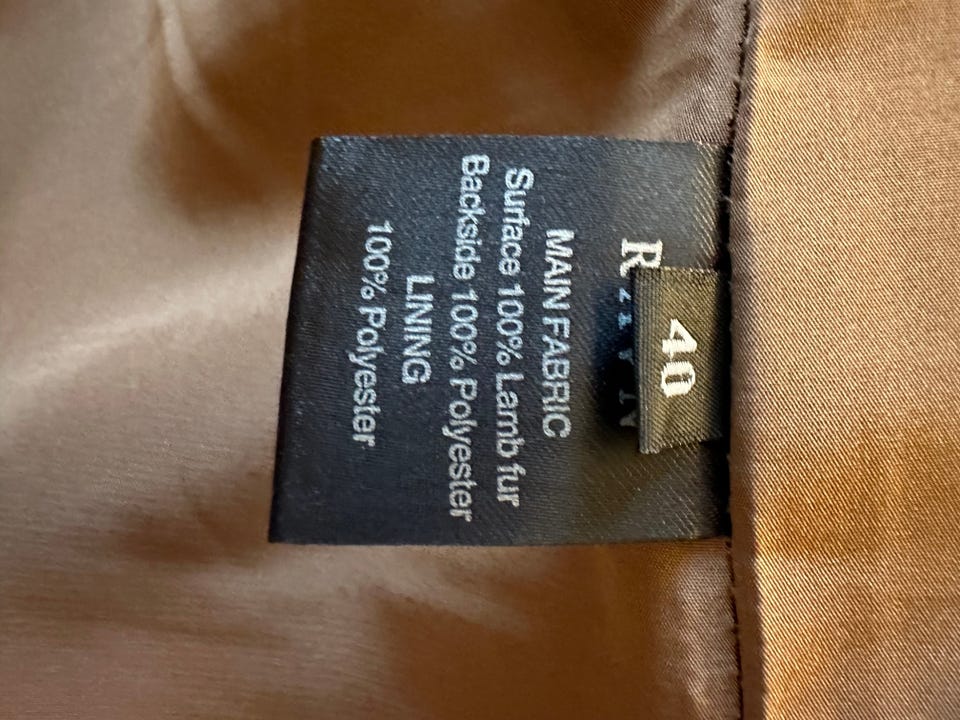 40
MAIN FABRIC
Surface 100% Lamb fur
Backside 100% Polyester
LINING
100% Polyester